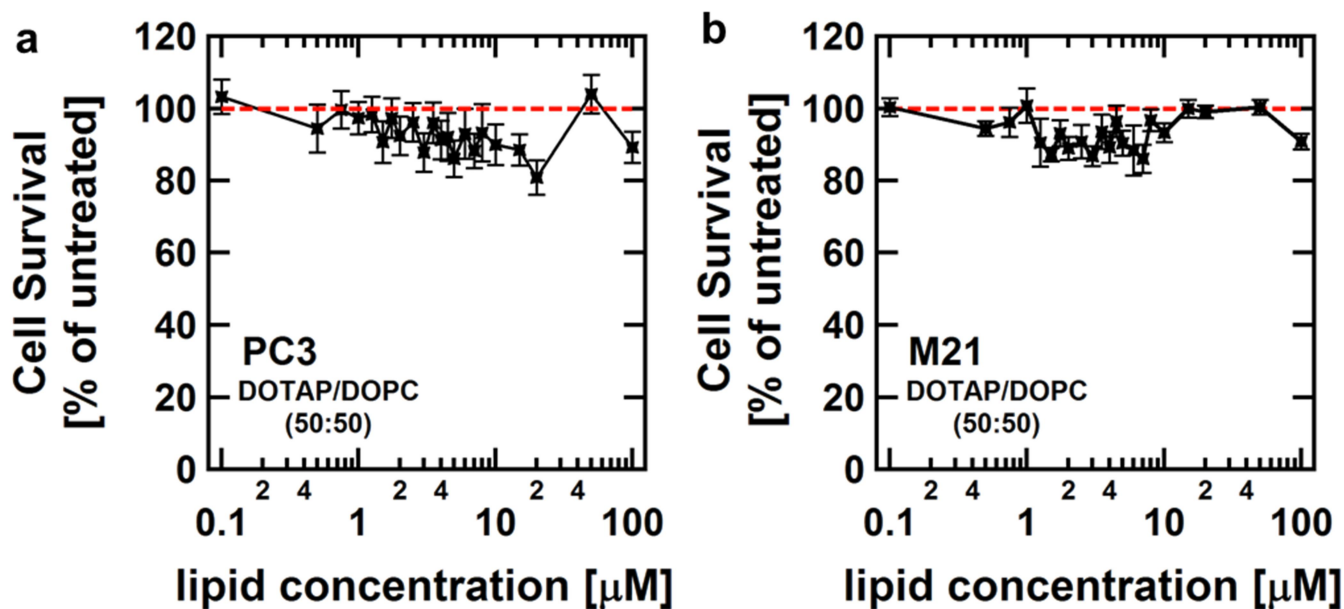 a
120
100
80
60
40
20
0
Cell Survival
[% of untreated]
PC3
DOTAP/DOPC
(50:50)
2 4 2 4 2 4
0.1 1 10 100
lipid concentration [μM]
b
120
100
80
60
40
20
0
Cell Survival
[% of untreated]
M21
DOTAP/DOPC
(50:50)
2 4 2 4 2 4
0.1 1 10 100
lipid concentration [μM]